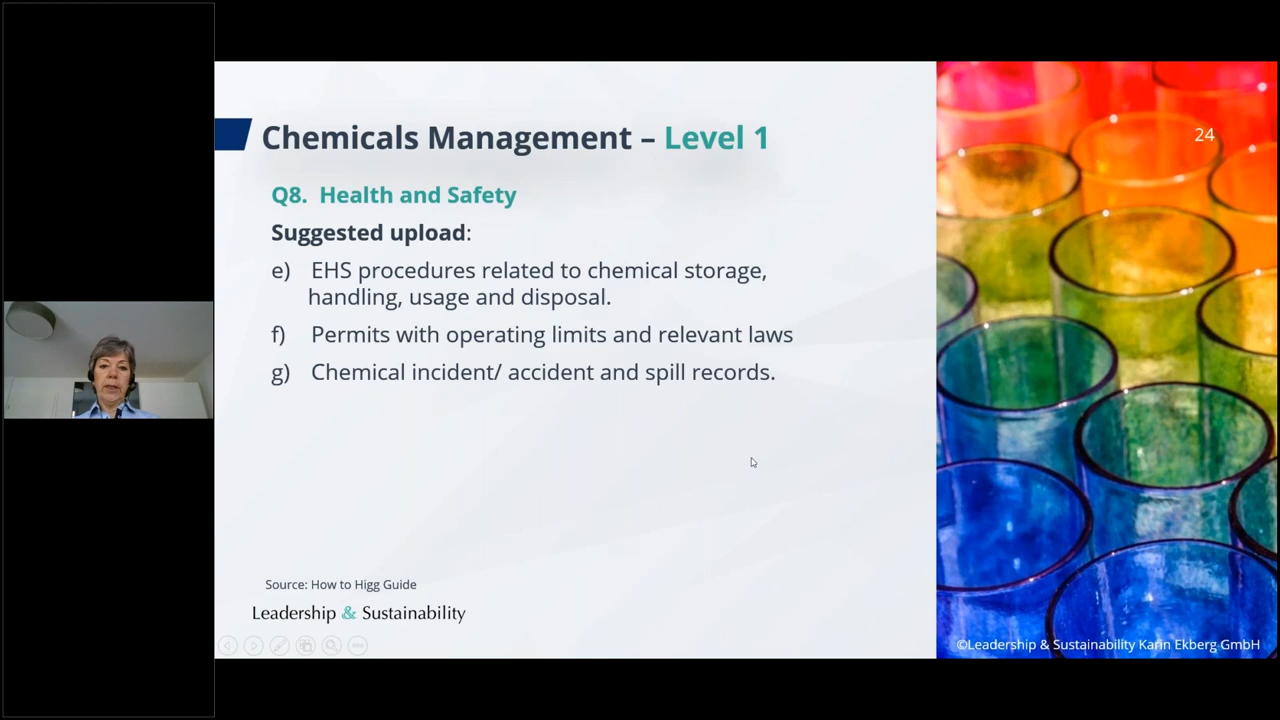 Chemicals Management – Level 1
24
Q8. Health and Safety
Suggested upload:
e) EHS procedures related to chemical storage,
handling, usage and disposal.
f) Permits with operating limits and relevant laws
g) Chemical incident/ accident and spill records.
Source: How to Higg Guide
Leadership & Sustainability
©Leadership & Sustainability Karin Ekberg GmbH